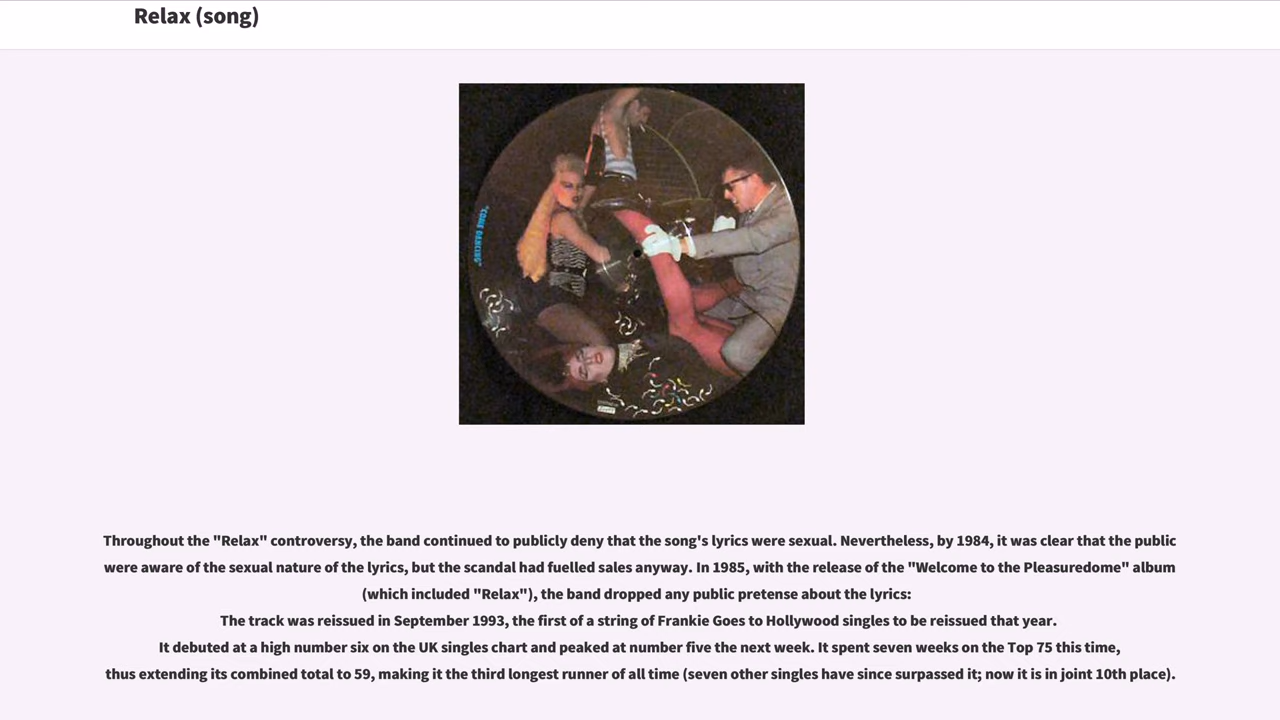 Relax (song)
"COME DANCING"
Throughout the "Relax" controversy, the band continued to publicly deny that the song's lyrics were sexual. Nevertheless, by 1984, it was clear that the public
were aware of the sexual nature of the lyrics, but the scandal had fuelled sales anyway. In 1985, with the release of the "Welcome to the Pleasuredome" album
(which included "Relax"), the band dropped any public pretense about the lyrics:
The track was reissued in September 1993, the first of a string of Frankie Goes to Hollywood singles to be reissued that year.
It debuted at a high number six on the UK singles chart and peaked at number five the next week. It spent seven weeks on the Top 75 this time,
thus extending its combined total to 59, making it the third longest runner of all time (seven other singles have since surpassed it; now it is in joint 10th place).